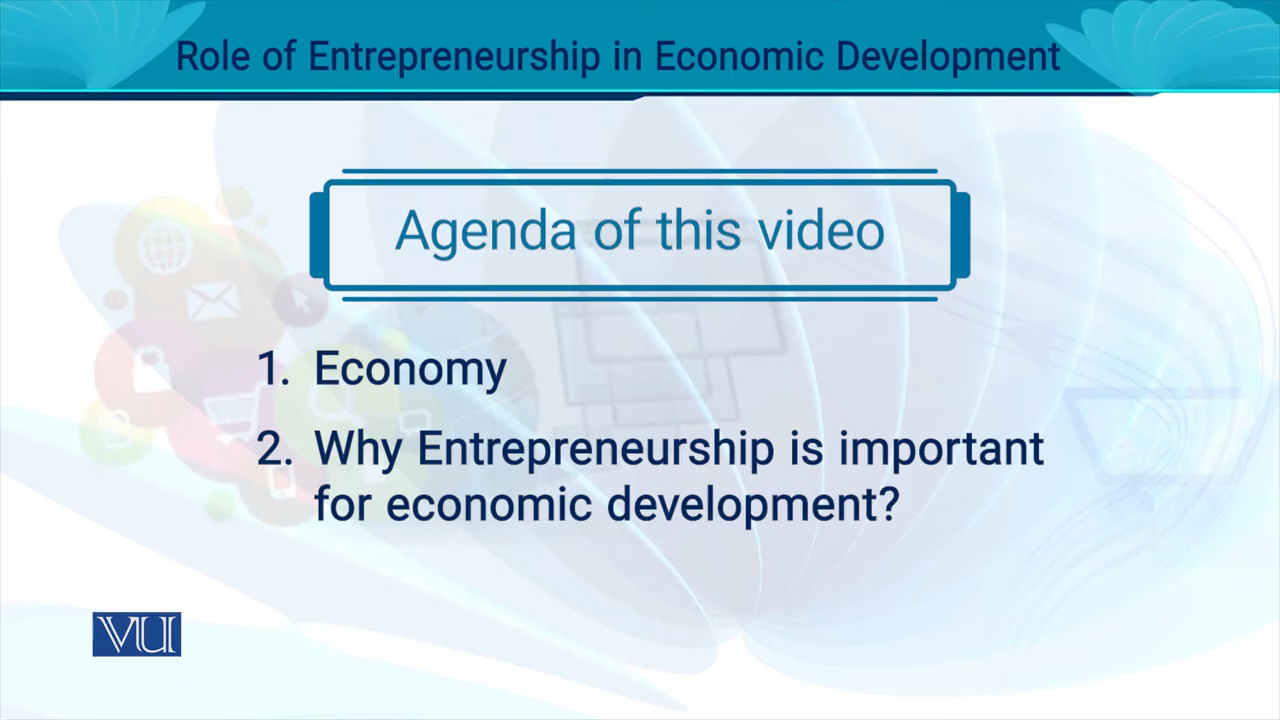 Role of Entrepreneurship in Economic Development
Agenda of this video
1. Economy
2. Why Entrepreneurship is important
for economic development?
VU